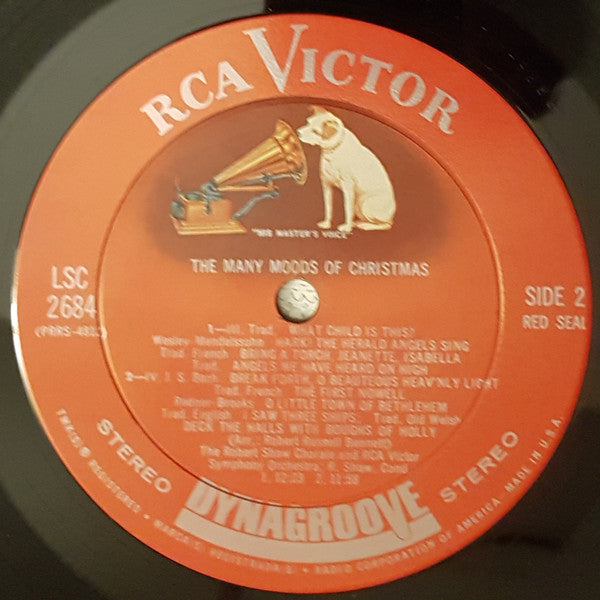 RCA VICTOR
"HIS MASTER'S VOICE"
THE MANY MOODS OF CHRISTMAS
LSC
2684
SIDE 2
RED SEAL
1—III. Trad. WHAT CHILD IS THIS?
Wesley-Mendelssohn HARK! THE HERALD ANGELS SING
Trad. French BRING A TORCH, JEANETTE, ISABELLA
Trad. ANGELS WE HAVE HEARD ON HIGH
2—IV. J. S. Bach BREAK FORTH, O BEAUTEOUS HEAV'NLY LIGHT
Trad. French THE FIRST NOWELL
Redner-Brooks O LITTLE TOWN OF BETHLEHEM
Trad. English I SAW THREE SHIPS. Trad. Old Welsh
DECK THE HALLS WITH BOUGHS OF HOLLY
(Arr.: Robert Russell Bennett)
The Robert Shaw Chorale and RCA Victor
Symphony Orchestra, R. Shaw, Cond
STEREO
STEREO
DYNAGROOVE
TMK(S) ® REGISTERED • MARCA(S) REGISTRADA(S) • RADIO CORPORATION OF AMERICA - MADE IN U.S.A.